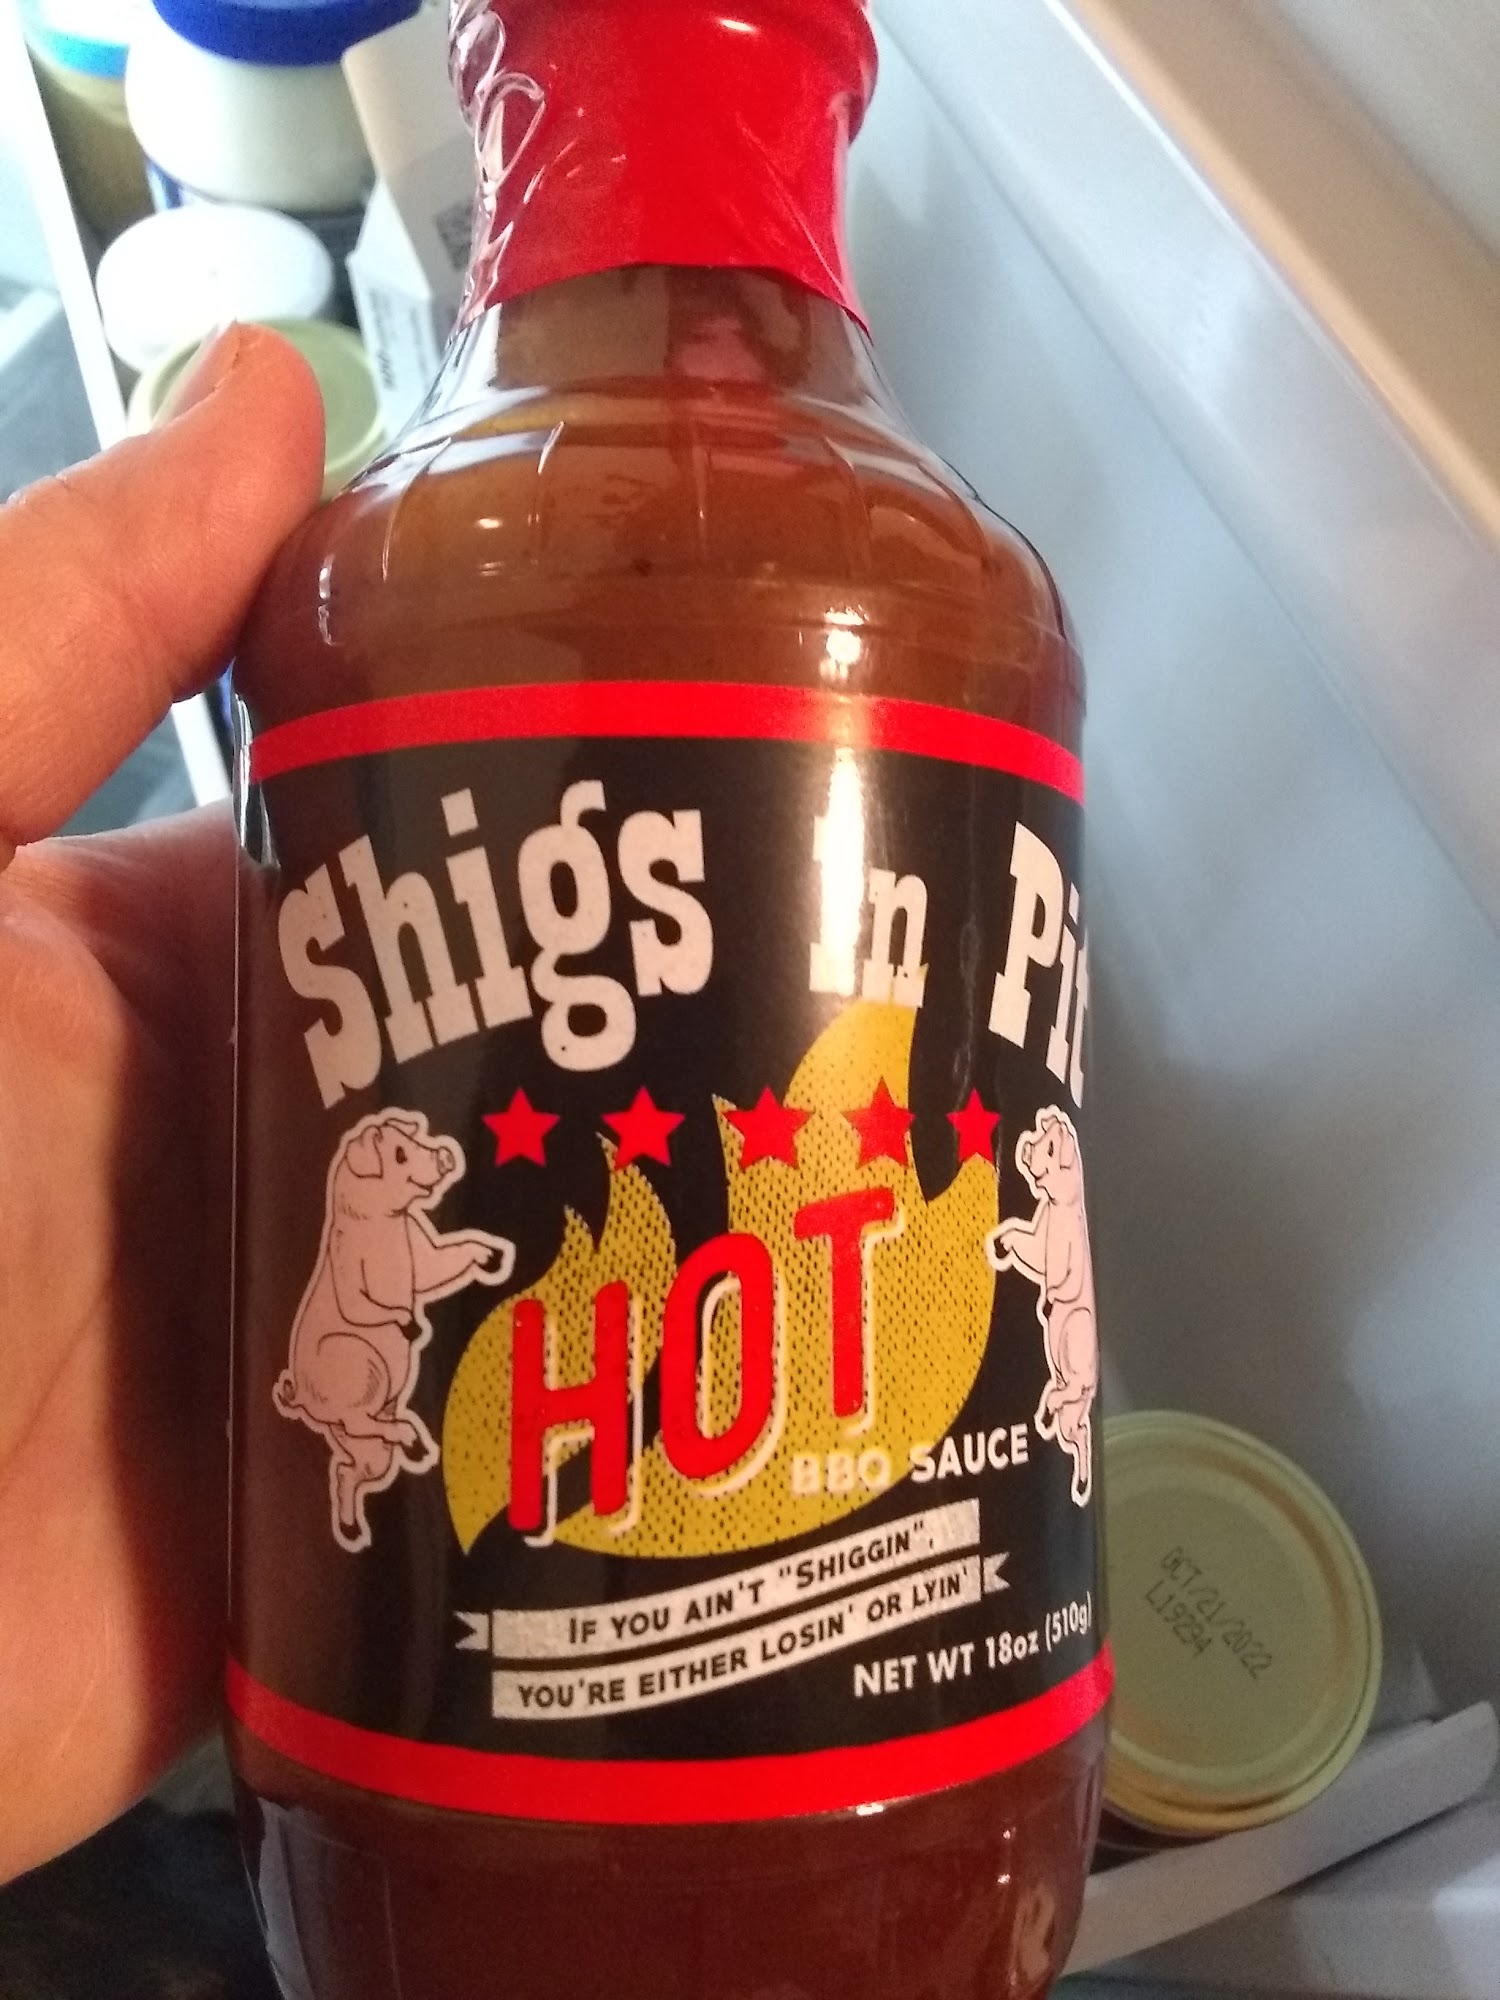 Shigs In Pit
HOT
BBQ SAUCE
IF YOU AIN'T "SHIGGIN",
YOU'RE EITHER LOSIN' OR LYIN'
NET WT 18oz (510g)
OCT/21/2022
L19294